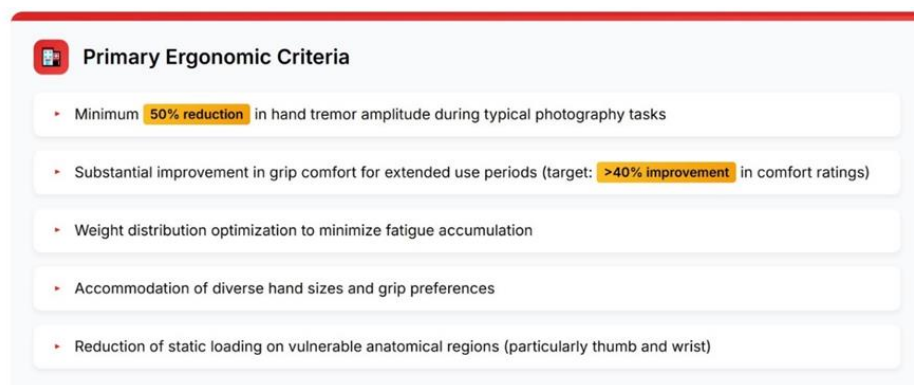 Primary Ergonomic Criteria
Minimum 50% reduction in hand tremor amplitude during typical photography tasks
Substantial improvement in grip comfort for extended use periods (target: >40% improvement in comfort ratings)
Weight distribution optimization to minimize fatigue accumulation
Accommodation of diverse hand sizes and grip preferences
Reduction of static loading on vulnerable anatomical regions (particularly thumb and wrist)